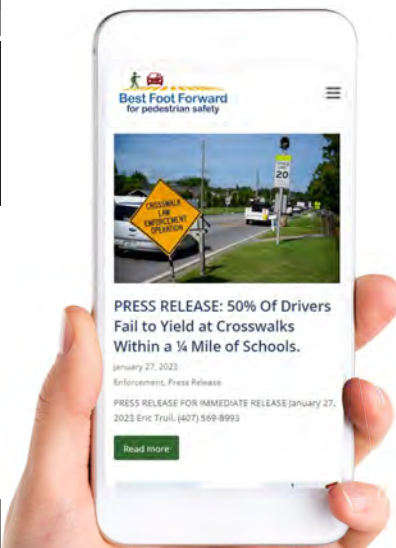 Best Foot Forward
for pedestrian safety
SPEED
LIMIT
20
CROSSWALK
LAW
ENFORCEMENT
OPERATION
PRESS RELEASE: 50% Of Drivers
Fail to Yield at Crosswalks
Within a ¼ Mile of Schools.
January 27, 2023
Enforcement, Press Release
PRESS RELEASE FOR IMMEDIATE RELEASE January 27,
2023 Eric Trull, (407) 569-8993
Read more